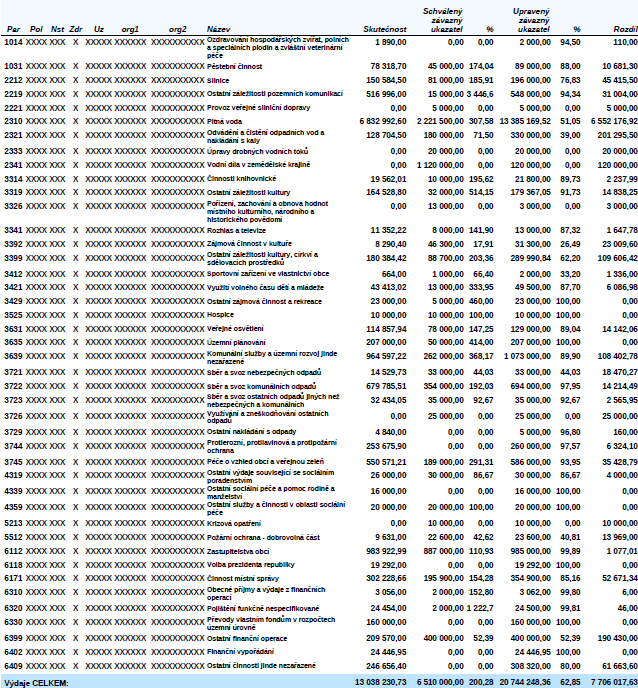 Schválený Upravený
závazný závazný
Par Pol Nst Zdr Uz org1 org2 Název Skutečnost ukazatel % ukazatel % Rozdíl
1014 XXXX XXX X XXXXX XXXXXX XXXXXXXXXX Ozdravování hospodářských zvířat, polních a speciálních plodin a zvláštní veterinární péče 1 890,00 0,00 0,00 2 000,00 94,50 110,00
1031 XXXX XXX X XXXXX XXXXXX XXXXXXXXXX Pěstební činnost 78 318,70 45 000,00 174,04 89 000,00 88,00 10 681,30
2212 XXXX XXX X XXXXX XXXXXX XXXXXXXXXX Silnice 150 584,50 81 000,00 185,91 196 000,00 76,83 45 415,50
2219 XXXX XXX X XXXXX XXXXXX XXXXXXXXXX Ostatní záležitosti pozemních komunikací 516 996,00 15 000,00 3 446,6 548 000,00 94,34 31 004,00
2221 XXXX XXX X XXXXX XXXXXX XXXXXXXXXX Provoz veřejné silniční dopravy 0,00 5 000,00 0,00 5 000,00 0,00 5 000,00
2310 XXXX XXX X XXXXX XXXXXX XXXXXXXXXX Pitná voda 6 832 992,60 2 221 500,00 307,58 13 385 169,52 51,05 6 552 176,92
2321 XXXX XXX X XXXXX XXXXXX XXXXXXXXXX Odvádění a čistění odpadních vod a nakládání s kaly 128 704,50 180 000,00 71,50 330 000,00 39,00 201 295,50
2333 XXXX XXX X XXXXX XXXXXX XXXXXXXXXX Úpravy drobných vodních toků 0,00 20 000,00 0,00 20 000,00 0,00 20 000,00
2341 XXXX XXX X XXXXX XXXXXX XXXXXXXXXX Vodní díla v zemědělské krajině 0,00 1 120 000,00 0,00 120 000,00 0,00 120 000,00
3314 XXXX XXX X XXXXX XXXXXX XXXXXXXXXX Činnosti knihovnické 19 562,01 10 000,00 195,62 21 800,00 89,73 2 237,99
3319 XXXX XXX X XXXXX XXXXXX XXXXXXXXXX Ostatní záležitosti kultury 164 528,80 32 000,00 514,15 179 367,05 91,73 14 838,25
3326 XXXX XXX X XXXXX XXXXXX XXXXXXXXXX Pořízení, zachování a obnova hodnot místního kulturního, národního a historického povědomí 0,00 13 000,00 0,00 3 000,00 0,00 3 000,00
3341 XXXX XXX X XXXXX XXXXXX XXXXXXXXXX Rozhlas a televize 11 352,22 8 000,00 141,90 13 000,00 87,32 1 647,78
3392 XXXX XXX X XXXXX XXXXXX XXXXXXXXXX Zájmová činnost v kultuře 8 290,40 46 300,00 17,91 31 300,00 26,49 23 009,60
3399 XXXX XXX X XXXXX XXXXXX XXXXXXXXXX Ostatní záležitosti kultury, církví a sdělovacích prostředků 180 384,42 88 700,00 203,36 289 990,84 62,20 109 606,42
3412 XXXX XXX X XXXXX XXXXXX XXXXXXXXXX Sportovní zařízení ve vlastnictví obce 664,00 1 000,00 66,40 2 000,00 33,20 1 336,00
3421 XXXX XXX X XXXXX XXXXXX XXXXXXXXXX Využití volného času dětí a mládeže 43 413,02 13 000,00 333,95 49 500,00 87,70 6 086,98
3429 XXXX XXX X XXXXX XXXXXX XXXXXXXXXX Ostatní zájmová činnost a rekreace 23 000,00 5 000,00 460,00 23 000,00 100,00 0,00
3525 XXXX XXX X XXXXX XXXXXX XXXXXXXXXX Hospice 10 000,00 10 000,00 100,00 10 000,00 100,00 0,00
3631 XXXX XXX X XXXXX XXXXXX XXXXXXXXXX Veřejné osvětlení 114 857,94 78 000,00 147,25 129 000,00 89,04 14 142,06
3635 XXXX XXX X XXXXX XXXXXX XXXXXXXXXX Územní plánování 207 000,00 50 000,00 414,00 207 000,00 100,00 0,00
3639 XXXX XXX X XXXXX XXXXXX XXXXXXXXXX Komunální služby a územní rozvoj jinde nezařazené 964 597,22 262 000,00 368,17 1 073 000,00 89,90 108 402,78
3721 XXXX XXX X XXXXX XXXXXX XXXXXXXXXX Sběr a svoz nebezpečných odpadů 14 529,73 33 000,00 44,03 33 000,00 44,03 18 470,27
3722 XXXX XXX X XXXXX XXXXXX XXXXXXXXXX Sběr a svoz komunálních odpadů 679 785,51 354 000,00 192,03 694 000,00 97,95 14 214,49
3723 XXXX XXX X XXXXX XXXXXX XXXXXXXXXX Sběr a svoz ostatních odpadů jiných než nebezpečných a komunálních 32 434,05 35 000,00 92,67 35 000,00 92,67 2 565,95
3726 XXXX XXX X XXXXX XXXXXX XXXXXXXXXX Využívání a zneškodňování ostatních odpadů 0,00 25 000,00 0,00 25 000,00 0,00 25 000,00
3729 XXXX XXX X XXXXX XXXXXX XXXXXXXXXX Ostatní nakládání s odpady 4 840,00 0,00 0,00 5 000,00 96,80 160,00
3744 XXXX XXX X XXXXX XXXXXX XXXXXXXXXX Protierozní, protilavinová a protipožární ochrana 253 675,90 0,00 0,00 260 000,00 97,57 6 324,10
3745 XXXX XXX X XXXXX XXXXXX XXXXXXXXXX Péče o vzhled obcí a veřejnou zeleň 550 571,21 189 000,00 291,31 586 000,00 93,95 35 428,79
4319 XXXX XXX X XXXXX XXXXXX XXXXXXXXXX Ostatní výdaje související se sociálním poradenstvím 26 000,00 30 000,00 86,67 30 000,00 86,67 4 000,00
4339 XXXX XXX X XXXXX XXXXXX XXXXXXXXXX Ostatní sociální péče a pomoc rodině a manželství 16 000,00 0,00 0,00 16 000,00 100,00 0,00
4359 XXXX XXX X XXXXX XXXXXX XXXXXXXXXX Ostatní služby a činnosti v oblasti sociální péče 20 000,00 20 000,00 100,00 20 000,00 100,00 0,00
5213 XXXX XXX X XXXXX XXXXXX XXXXXXXXXX Krizová opatření 0,00 10 000,00 0,00 10 000,00 0,00 10 000,00
5512 XXXX XXX X XXXXX XXXXXX XXXXXXXXXX Požární ochrana - dobrovolná část 9 631,00 22 600,00 42,62 23 600,00 40,81 13 969,00
6112 XXXX XXX X XXXXX XXXXXX XXXXXXXXXX Zastupitelstva obcí 983 922,99 887 000,00 110,93 985 000,00 99,89 1 077,01
6118 XXXX XXX X XXXXX XXXXXX XXXXXXXXXX Volba prezidenta republiky 19 292,00 0,00 0,00 19 292,00 100,00 0,00
6171 XXXX XXX X XXXXX XXXXXX XXXXXXXXXX Činnost místní správy 302 228,66 195 900,00 154,28 354 900,00 85,16 52 671,34
6310 XXXX XXX X XXXXX XXXXXX XXXXXXXXXX Obecné příjmy a výdaje z finančních operací 3 056,00 2 000,00 152,80 3 062,00 99,80 6,00
6320 XXXX XXX X XXXXX XXXXXX XXXXXXXXXX Pojištění funkčně nespecifikované 24 454,00 2 000,00 1 222,7 24 500,00 99,81 46,00
6330 XXXX XXX X XXXXX XXXXXX XXXXXXXXXX Převody vlastním fondům v rozpočtech územní úrovně 160 000,00 0,00 0,00 160 000,00 100,00 0,00
6399 XXXX XXX X XXXXX XXXXXX XXXXXXXXXX Ostatní finanční operace 209 570,00 400 000,00 52,39 400 000,00 52,39 190 430,00
6402 XXXX XXX X XXXXX XXXXXX XXXXXXXXXX Finanční vypořádání 24 446,95 0,00 0,00 24 446,95 100,00 0,00
6409 XXXX XXX X XXXXX XXXXXX XXXXXXXXXX Ostatní činnosti jinde nezařazené 246 656,40 0,00 0,00 308 320,00 80,00 61 663,60
Výdaje CELKEM: 13 038 230,73 6 510 000,00 200,28 20 744 248,36 62,85 7 706 017,63